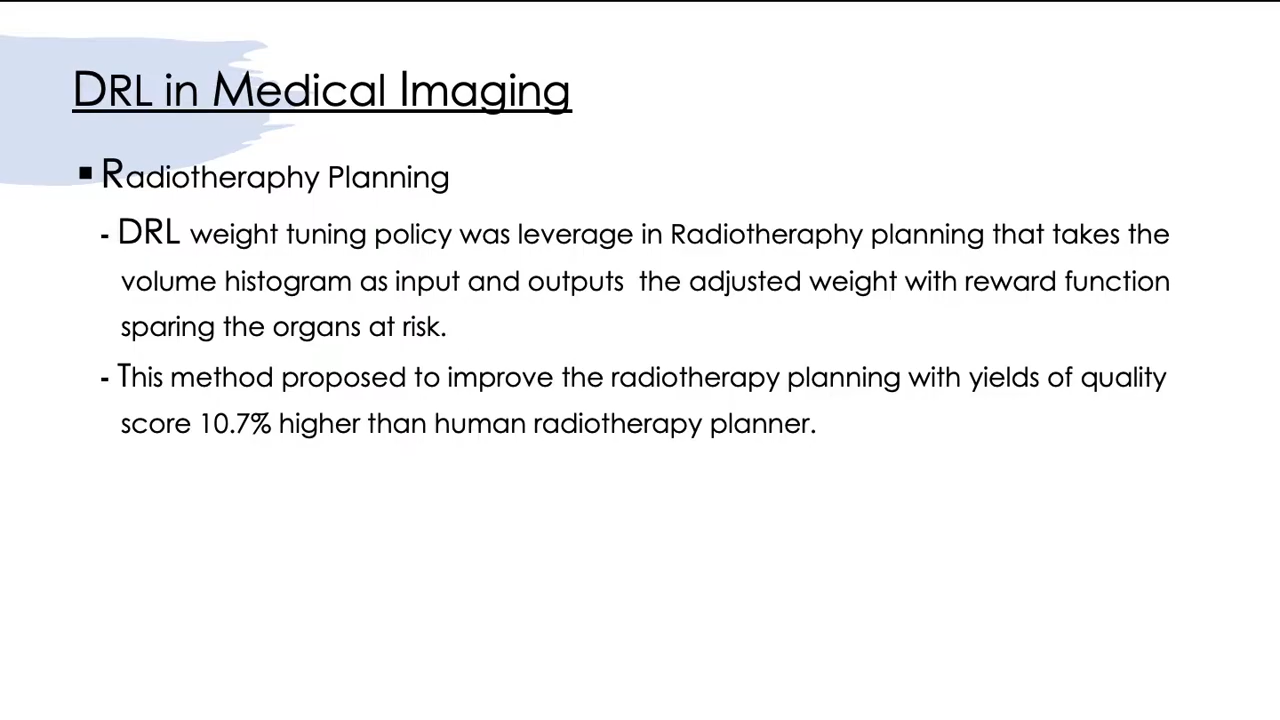 DRL in Medical Imaging
▪ Radiotheraphy Planning
- DRL weight tuning policy was leverage in Radiotheraphy planning that takes the
volume histogram as input and outputs the adjusted weight with reward function
sparing the organs at risk.
- This method proposed to improve the radiotherapy planning with yields of quality
score 10.7% higher than human radiotherapy planner.